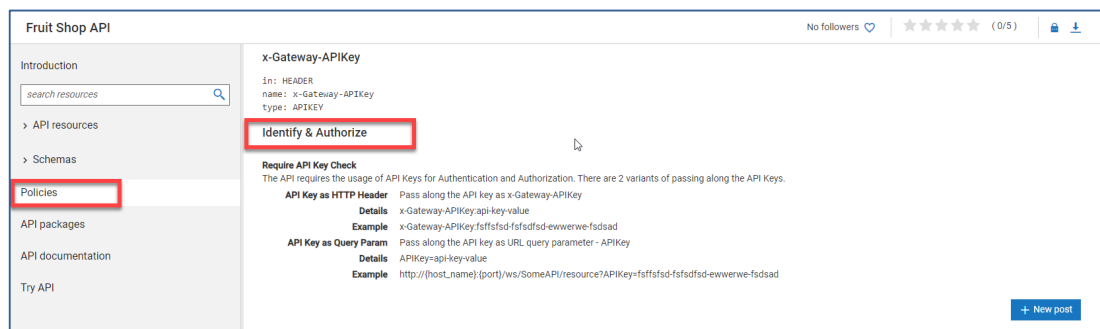 Fruit Shop API
No followers
( 0/5 )
Introduction
search resources
> API resources
> Schemas
Policies
API packages
API documentation
Try API
x-Gateway-APIKey
in: HEADER
name: x-Gateway-APIKey
type: APIKEY
Identify & Authorize
Require API Key Check
The API requires the usage of API Keys for Authentication and Authorization. There are 2 variants of passing along the API Keys.
API Key as HTTP Header Pass along the API key as x-Gateway-APIKey
Details x-Gateway-APIKey:api-key-value
Example x-Gateway-APIKey:fsffsfsd-fsfsdfsd-ewwerwe-fsdsad
API Key as Query Param Pass along the API key as URL query parameter - APIKey
Details APIKey=api-key-value
Example http://{host_name}:{port}/ws/SomeAPI/resource?APIKey=fsffsfsd-fsfsdfsd-ewwerwe-fsdsad
+ New post